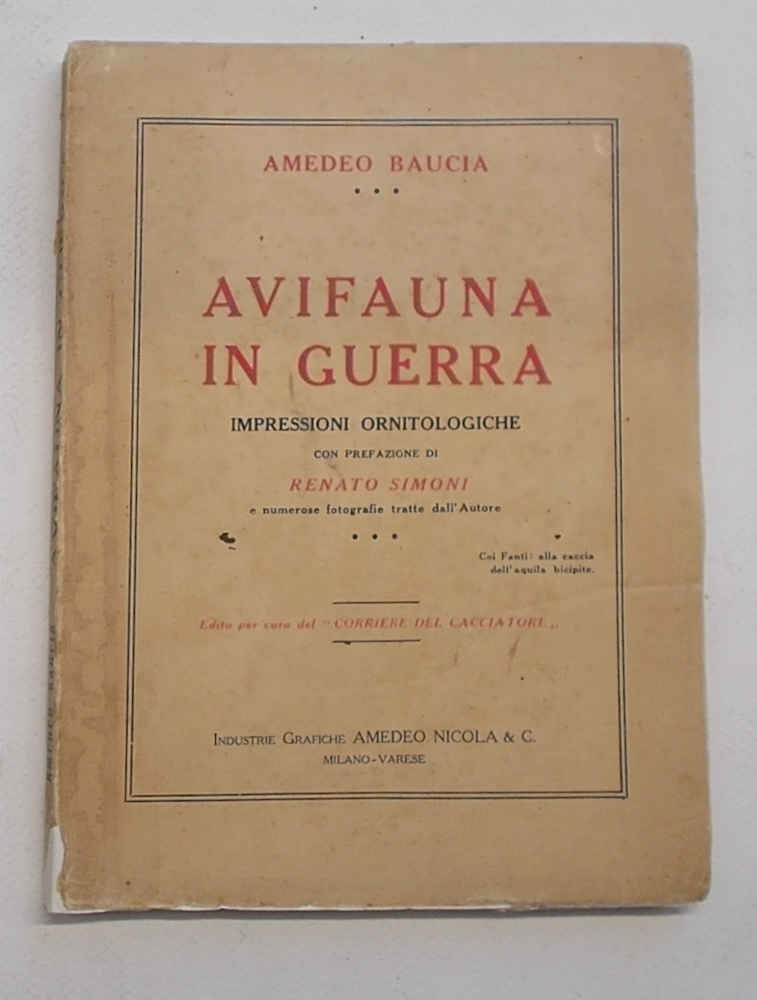 AMEDEO BAUCIA
AVIFAUNA
IN GUERRA
IMPRESSIONI ORNITOLOGICHE
CON PREFAZIONE DI
RENATO SIMONI
e numerose fotografie tratte dall'Autore
Coi Fanti: alla caccia
dell'aquila bicipite.
Edito per cura del "CORRIERE DEL CACCIATORE"
INDUSTRIE GRAFICHE AMEDEO NICOLA & C.
MILANO-VARESE